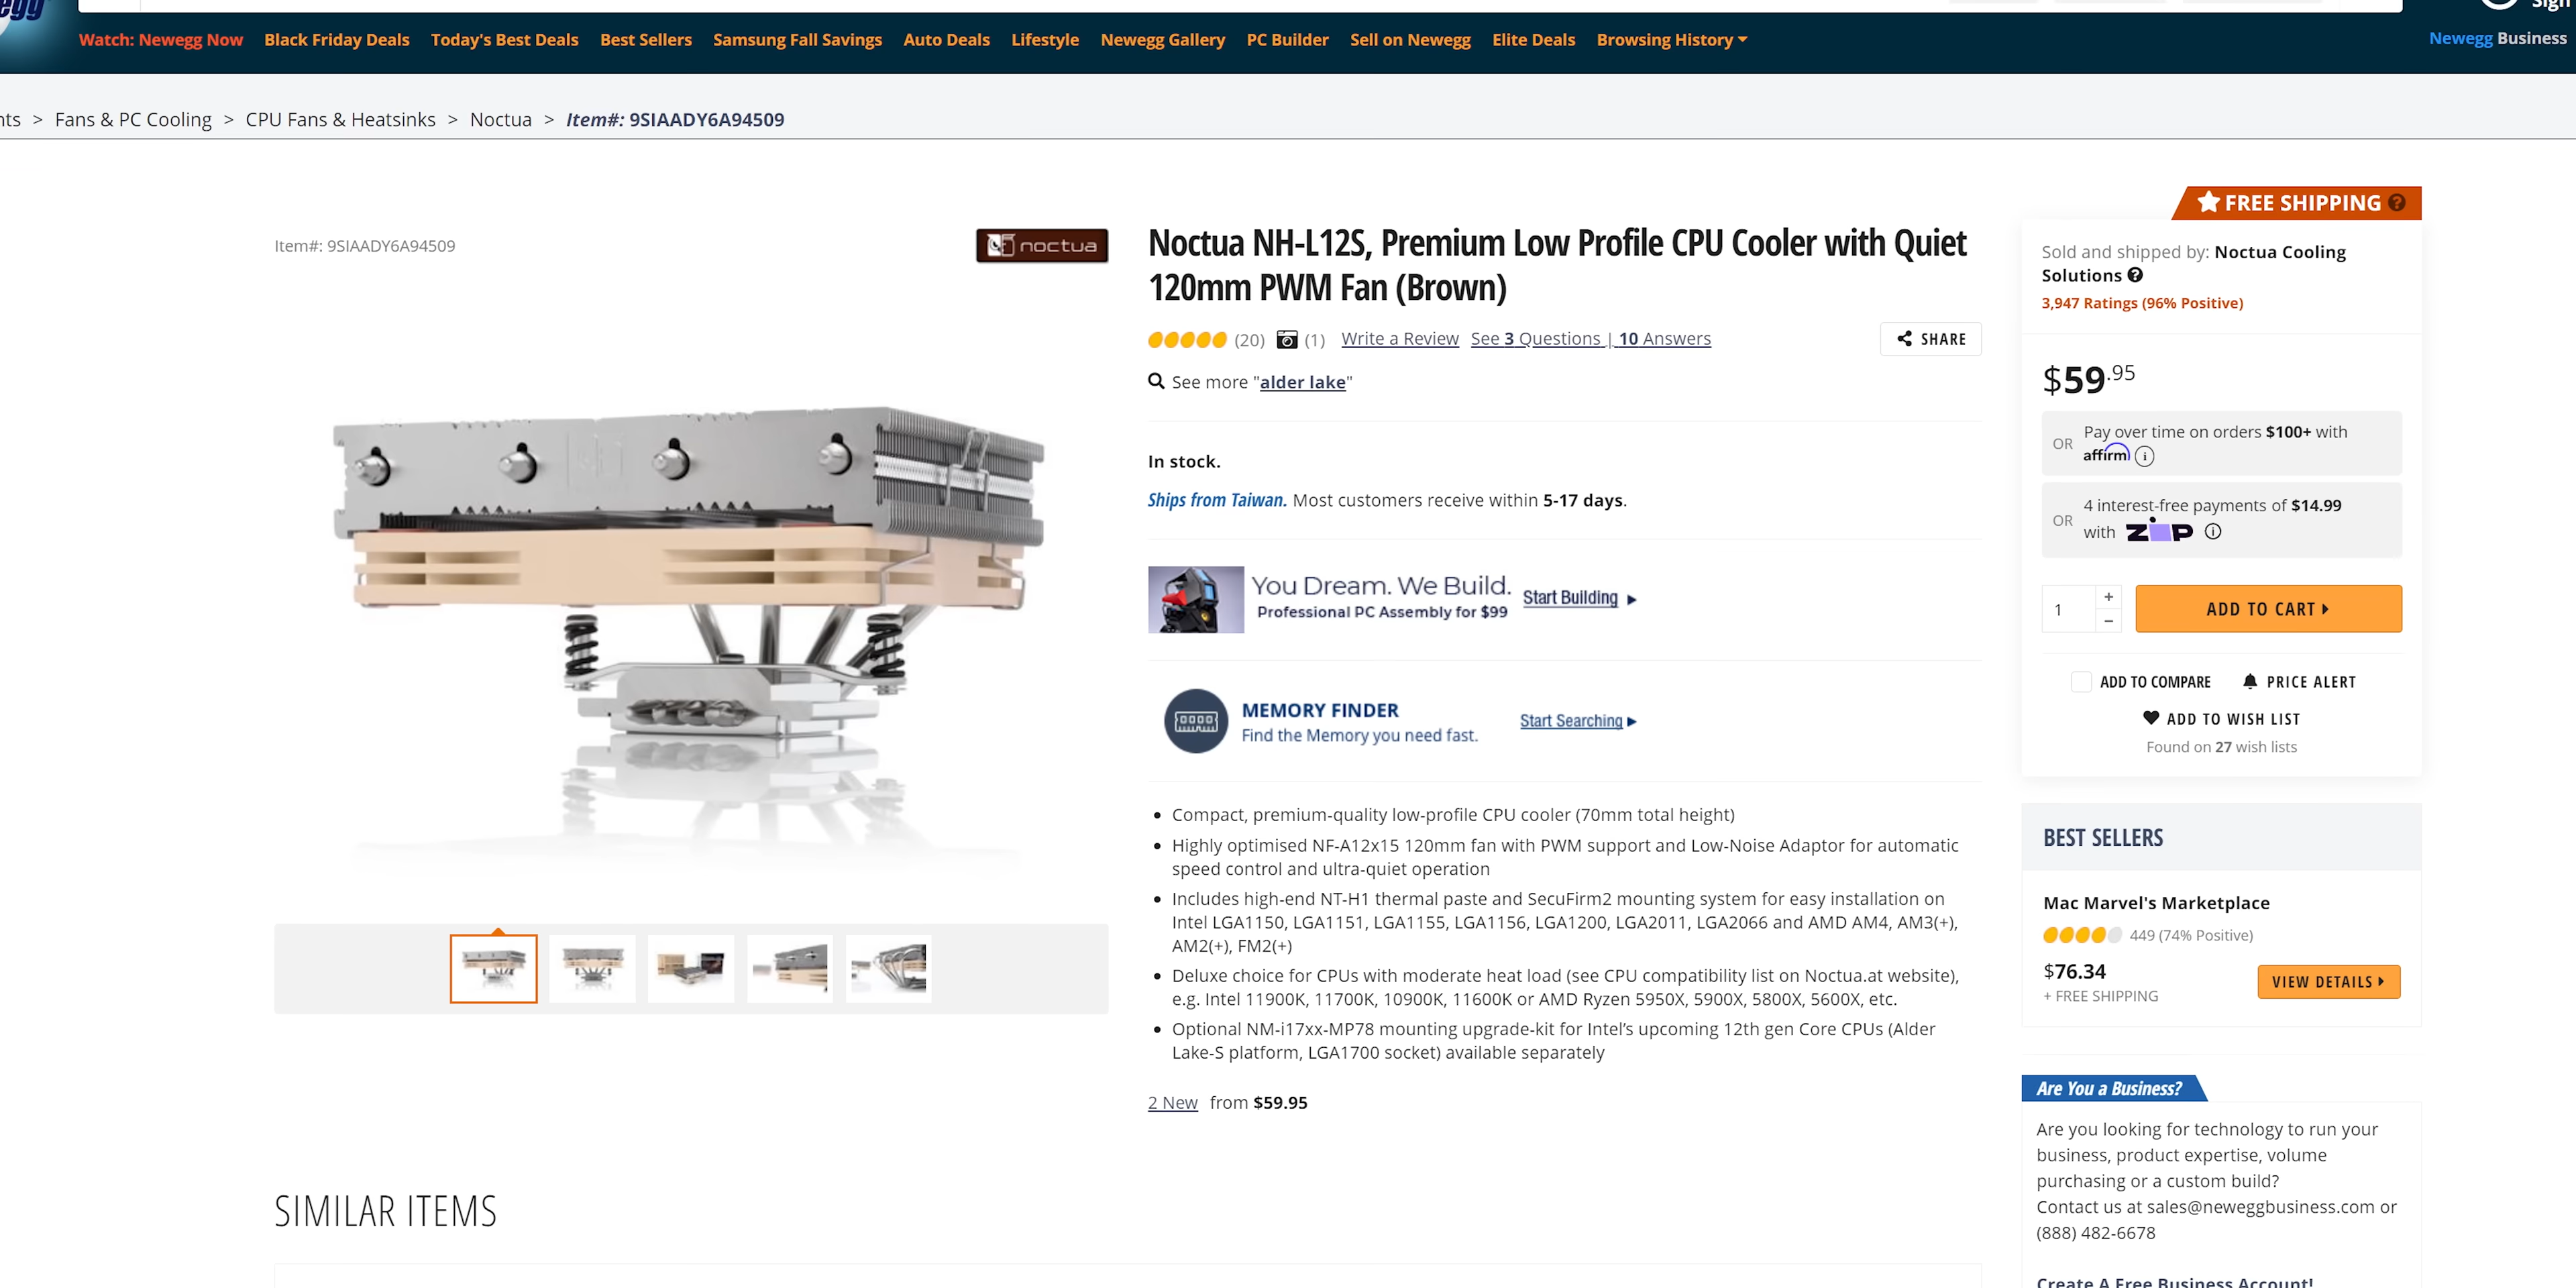 egg
Sign
Watch: Newegg Now Black Friday Deals Today's Best Deals Best Sellers Samsung Fall Savings Auto Deals Lifestyle Newegg Gallery PC Builder Sell on Newegg Elite Deals Browsing History
Newegg Business
nts > Fans & PC Cooling > CPU Fans & Heatsinks > Noctua > Item#: 9SIAADY6A94509
Item#: 9SIAADY6A94509
noctua
Noctua NH-L12S, Premium Low Profile CPU Cooler with Quiet
120mm PWM Fan (Brown)
(20) (1) Write a Review See 3 Questions | 10 Answers
SHARE
See more "alder lake"
In stock.
Ships from Taiwan. Most customers receive within 5-17 days.
You Dream. We Build.
Professional PC Assembly for $99
Start Building
MEMORY FINDER
Find the Memory you need fast.
Start Searching
• Compact, premium-quality low-profile CPU cooler (70mm total height)
• Highly optimised NF-A12x15 120mm fan with PWM support and Low-Noise Adaptor for automatic
speed control and ultra-quiet operation
• Includes high-end NT-H1 thermal paste and SecuFirm2 mounting system for easy installation on
Intel LGA1150, LGA1151, LGA1155, LGA1156, LGA1200, LGA2011, LGA2066 and AMD AM4, AM3(+),
AM2(+), FM2(+)
• Deluxe choice for CPUs with moderate heat load (see CPU compatibility list on Noctua.at website),
e.g. Intel 11900K, 11700K, 10900K, 11600K or AMD Ryzen 5950X, 5900X, 5800X, 5600X, etc.
• Optional NM-i17xx-MP78 mounting upgrade-kit for Intel's upcoming 12th gen Core CPUs (Alder
Lake-S platform, LGA1700 socket) available separately
2 New from $59.95
SIMILAR ITEMS
FREE SHIPPING ?
Sold and shipped by: Noctua Cooling
Solutions ?
3,947 Ratings (96% Positive)
$59.95
OR
Pay over time on orders $100+ with
affirm i
OR
4 interest-free payments of $14.99
with ZIP i
1
+
−
ADD TO CART
ADD TO COMPARE
PRICE ALERT
ADD TO WISH LIST
Found on 27 wish lists
BEST SELLERS
Mac Marvel's Marketplace
449 (74% Positive)
$76.34
+ FREE SHIPPING
VIEW DETAILS
Are You a Business?
Are you looking for technology to run your
business, product expertise, volume
purchasing or a custom build?
Contact us at sales@neweggbusiness.com or
(888) 482-6678
Create A Free Business Account!